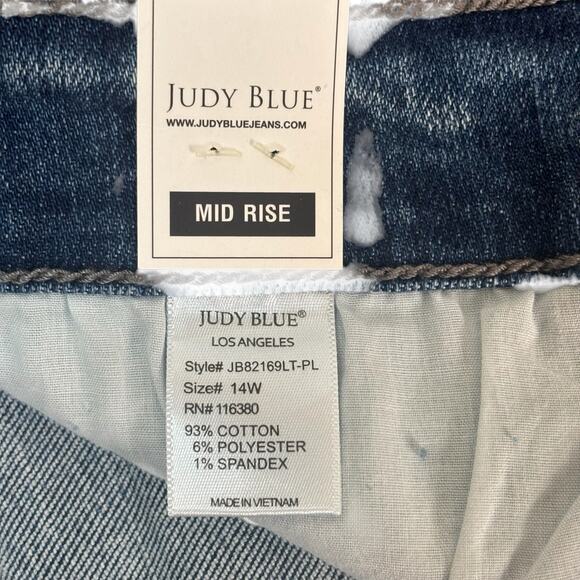 JUDY BLUE®
WWW.JUDYBLUEJEANS.COM
MID RISE
JUDY BLUE®
LOS ANGELES
Style# JB82169LT-PL
Size# 14W
RN# 116380
93% COTTON
6% POLYESTER
1% SPANDEX
MADE IN VIETNAM